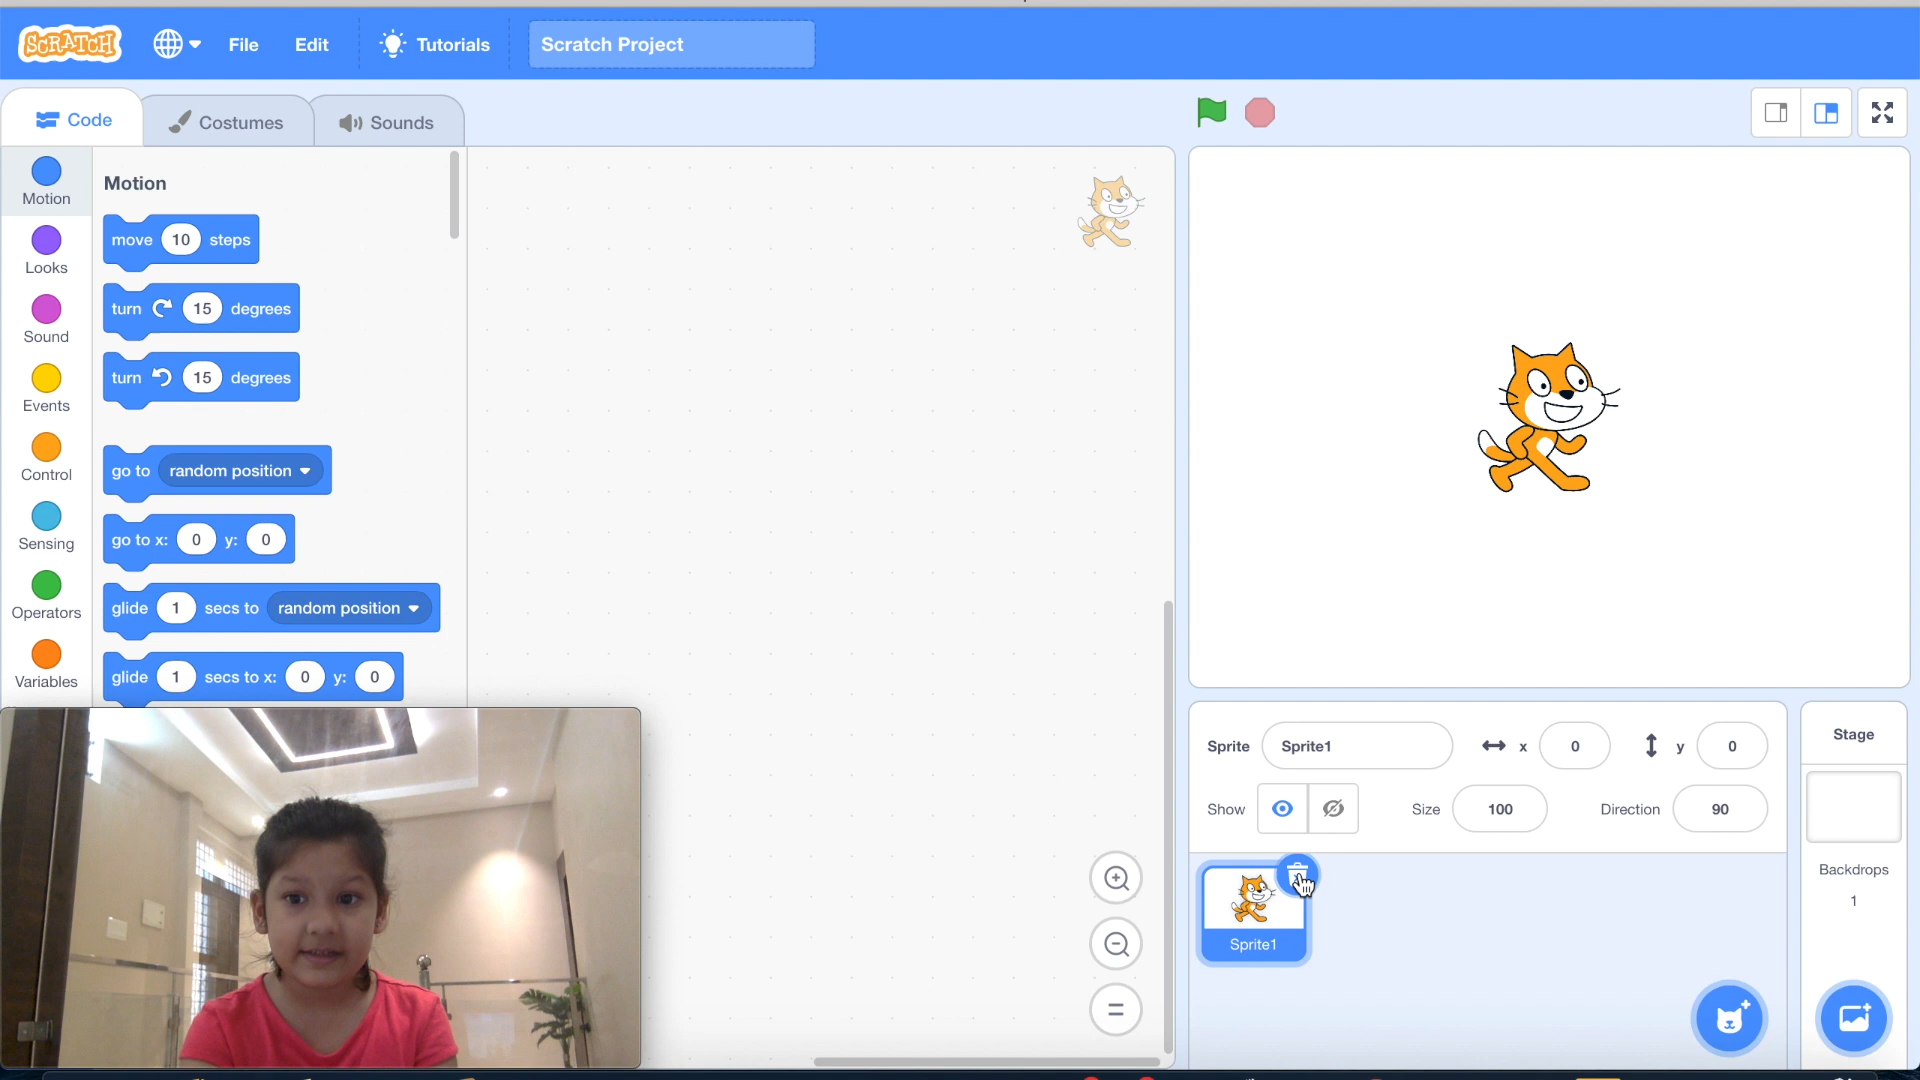 SCRATCH
File
Edit
Tutorials
Scratch Project
Code
Costumes
Sounds
Motion
Looks
Sound
Events
Control
Sensing
Operators
Variables
Motion
move 10 steps
turn 15 degrees
turn 15 degrees
go to random position
go to x: 0 y: 0
glide 1 secs to random position
glide 1 secs to x: 0 y: 0
Sprite Sprite1 x 0 y 0
Show Size 100 Direction 90
Sprite1
Stage
Backdrops
1